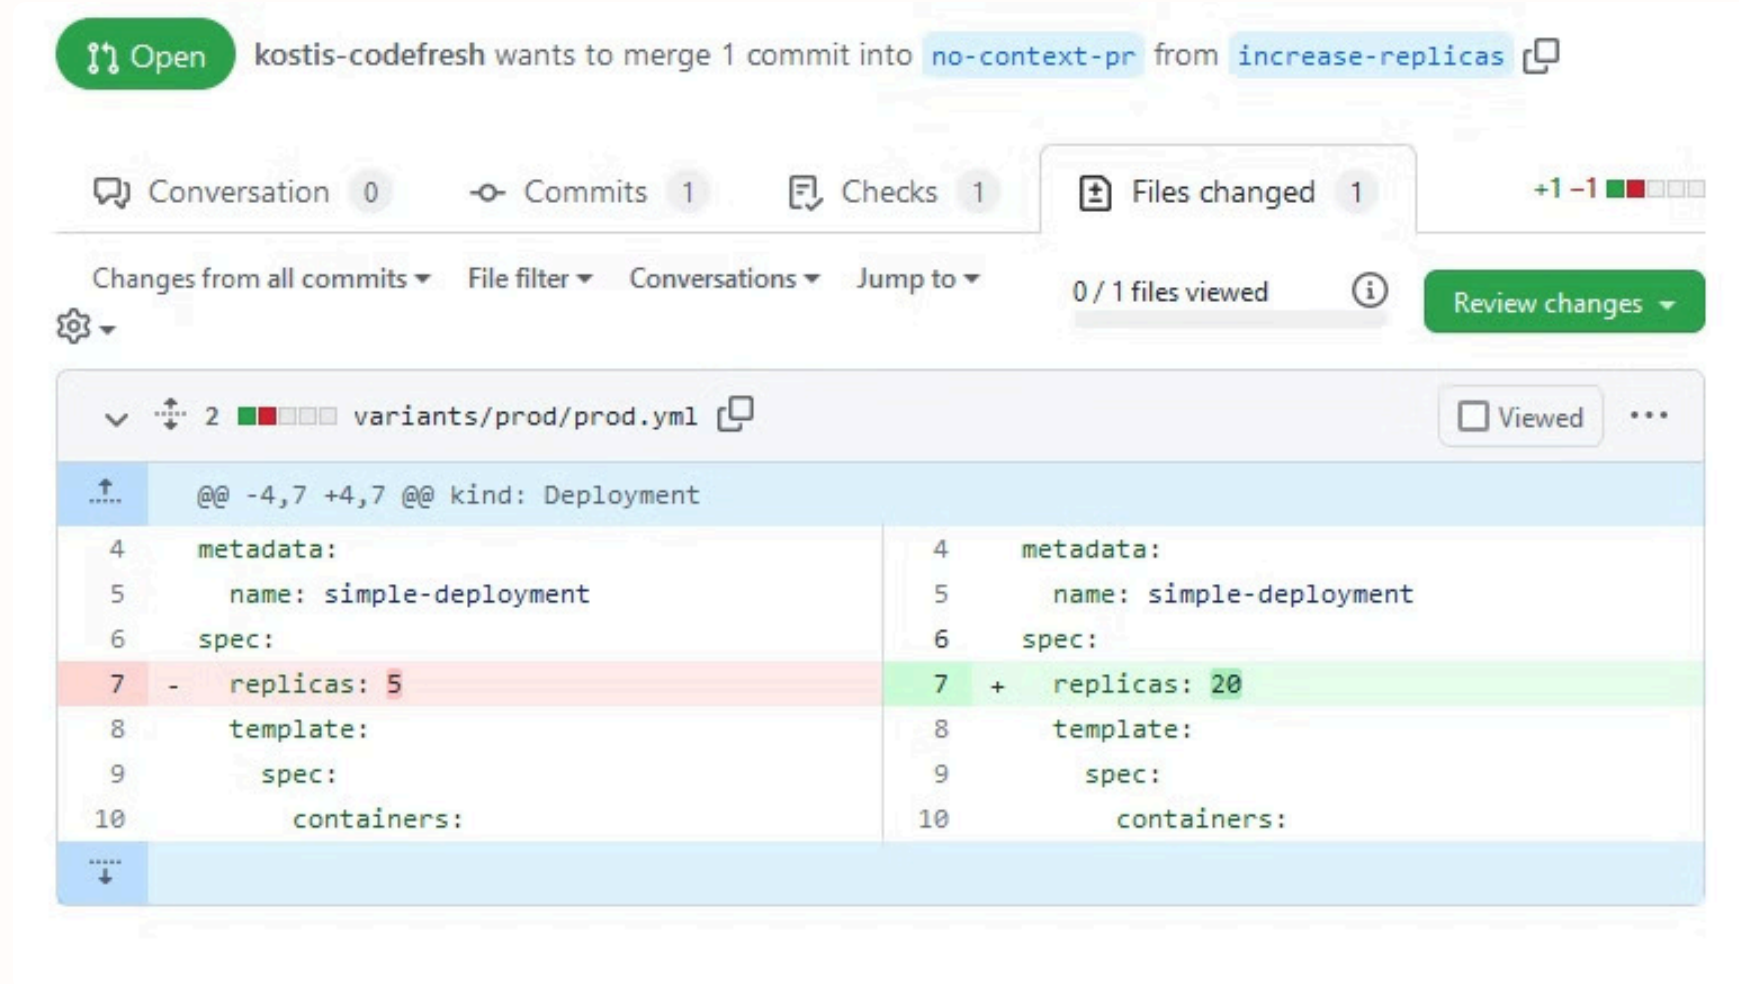 Open kostis-codefresh wants to merge 1 commit into no-context-pr from increase-replicas
Conversation 0 Commits 1 Checks 1 Files changed 1 +1 −1
Changes from all commits File filter Conversations Jump to 0 / 1 files viewed Review changes
2 variants/prod/prod.yml Viewed
@@ -4,7 +4,7 @@ kind: Deployment
4 metadata: 4 metadata:
5 name: simple-deployment 5 name: simple-deployment
6 spec: 6 spec:
7 - replicas: 5 7 + replicas: 20
8 template: 8 template:
9 spec: 9 spec:
10 containers: 10 containers: